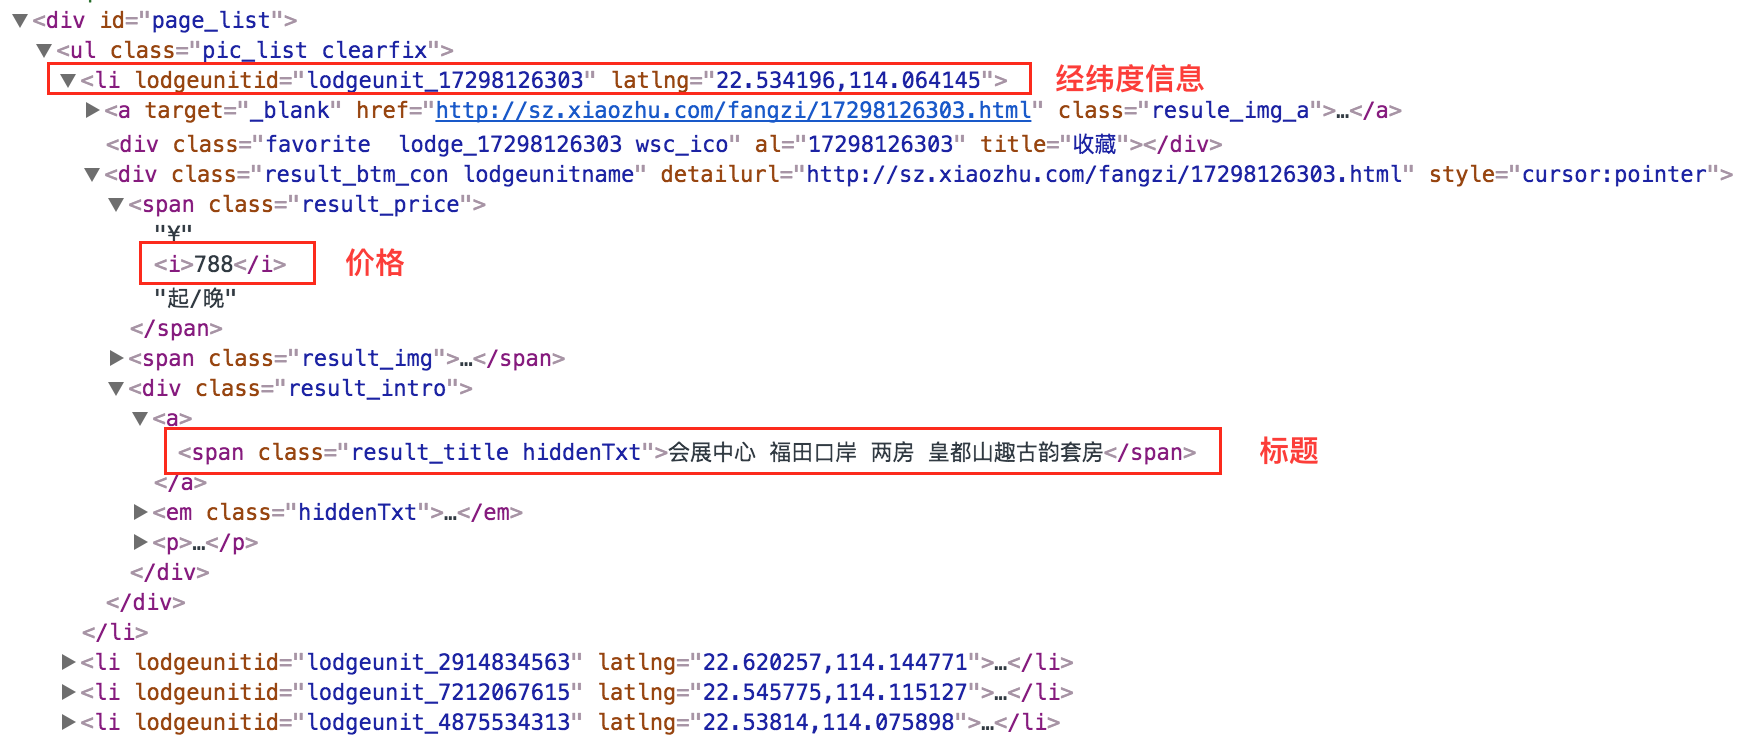 ▼<div id="page_list">
▼<ul class="pic_list clearfix">
▼<li lodgeunitid="lodgeunit_17298126303" latlng="22.534196,114.064145"> 经纬度信息
▶<a target="_blank" href="http://sz.xiaozhu.com/fangzi/17298126303.html" class="resule_img_a">…</a>
<div class="favorite  lodge_17298126303 wsc_ico" al="17298126303" title="收藏"></div>
▼<div class="result_btm_con lodgeunitname" detailurl="http://sz.xiaozhu.com/fangzi/17298126303.html" style="cursor:pointer">
▼<span class="result_price">
"¥"
<i>788</i> 价格
"起/晚"
</span>
▶<span class="result_img">…</span>
▼<div class="result_intro">
▼<a>
<span class="result_title hiddenTxt">会展中心 福田口岸 两房 皇都山趣古韵套房</span> 标题
</a>
▶<em class="hiddenTxt">…</em>
▶<p>…</p>
</div>
</div>
</li>
▶<li lodgeunitid="lodgeunit_2914834563" latlng="22.620257,114.144771">…</li>
▶<li lodgeunitid="lodgeunit_7212067615" latlng="22.545775,114.115127">…</li>
▶<li lodgeunitid="lodgeunit_4875534313" latlng="22.53814,114.075898">…</li>